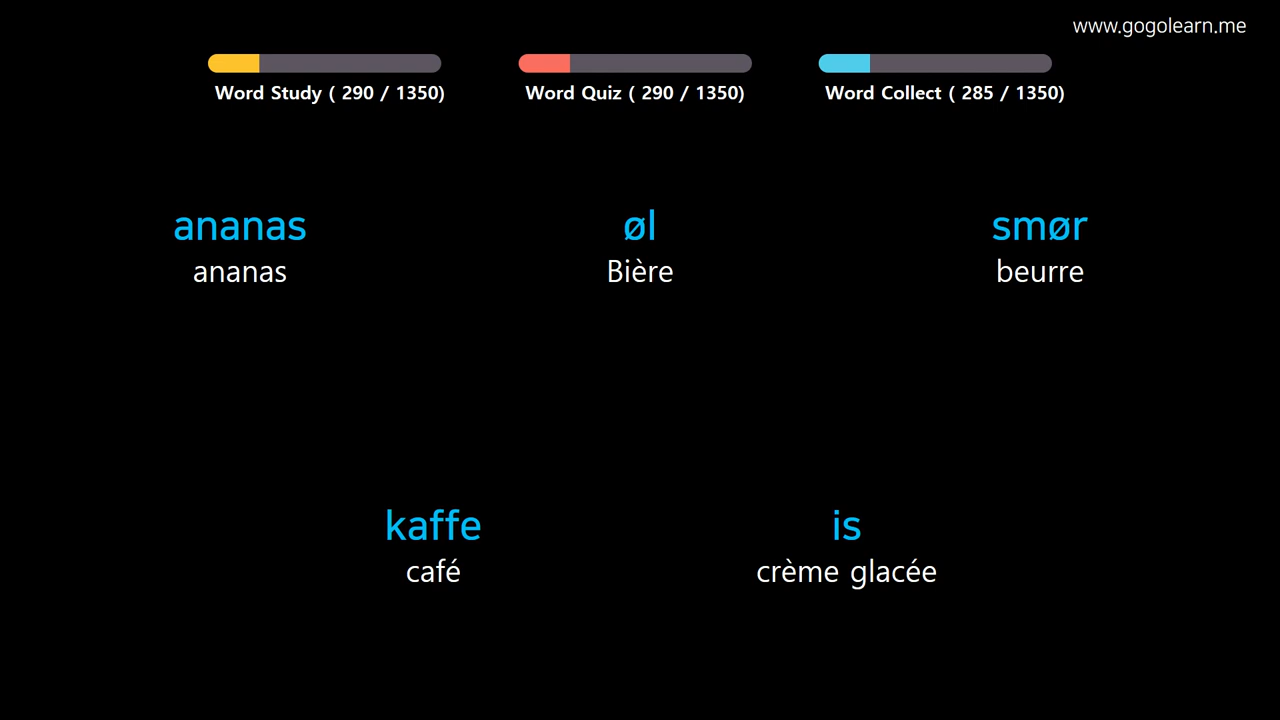 www.gogolearn.me
Word Study ( 290 / 1350)
Word Quiz ( 290 / 1350)
Word Collect ( 285 / 1350)
ananas
ananas
øl
Bière
smør
beurre
kaffe
café
is
crème glacée